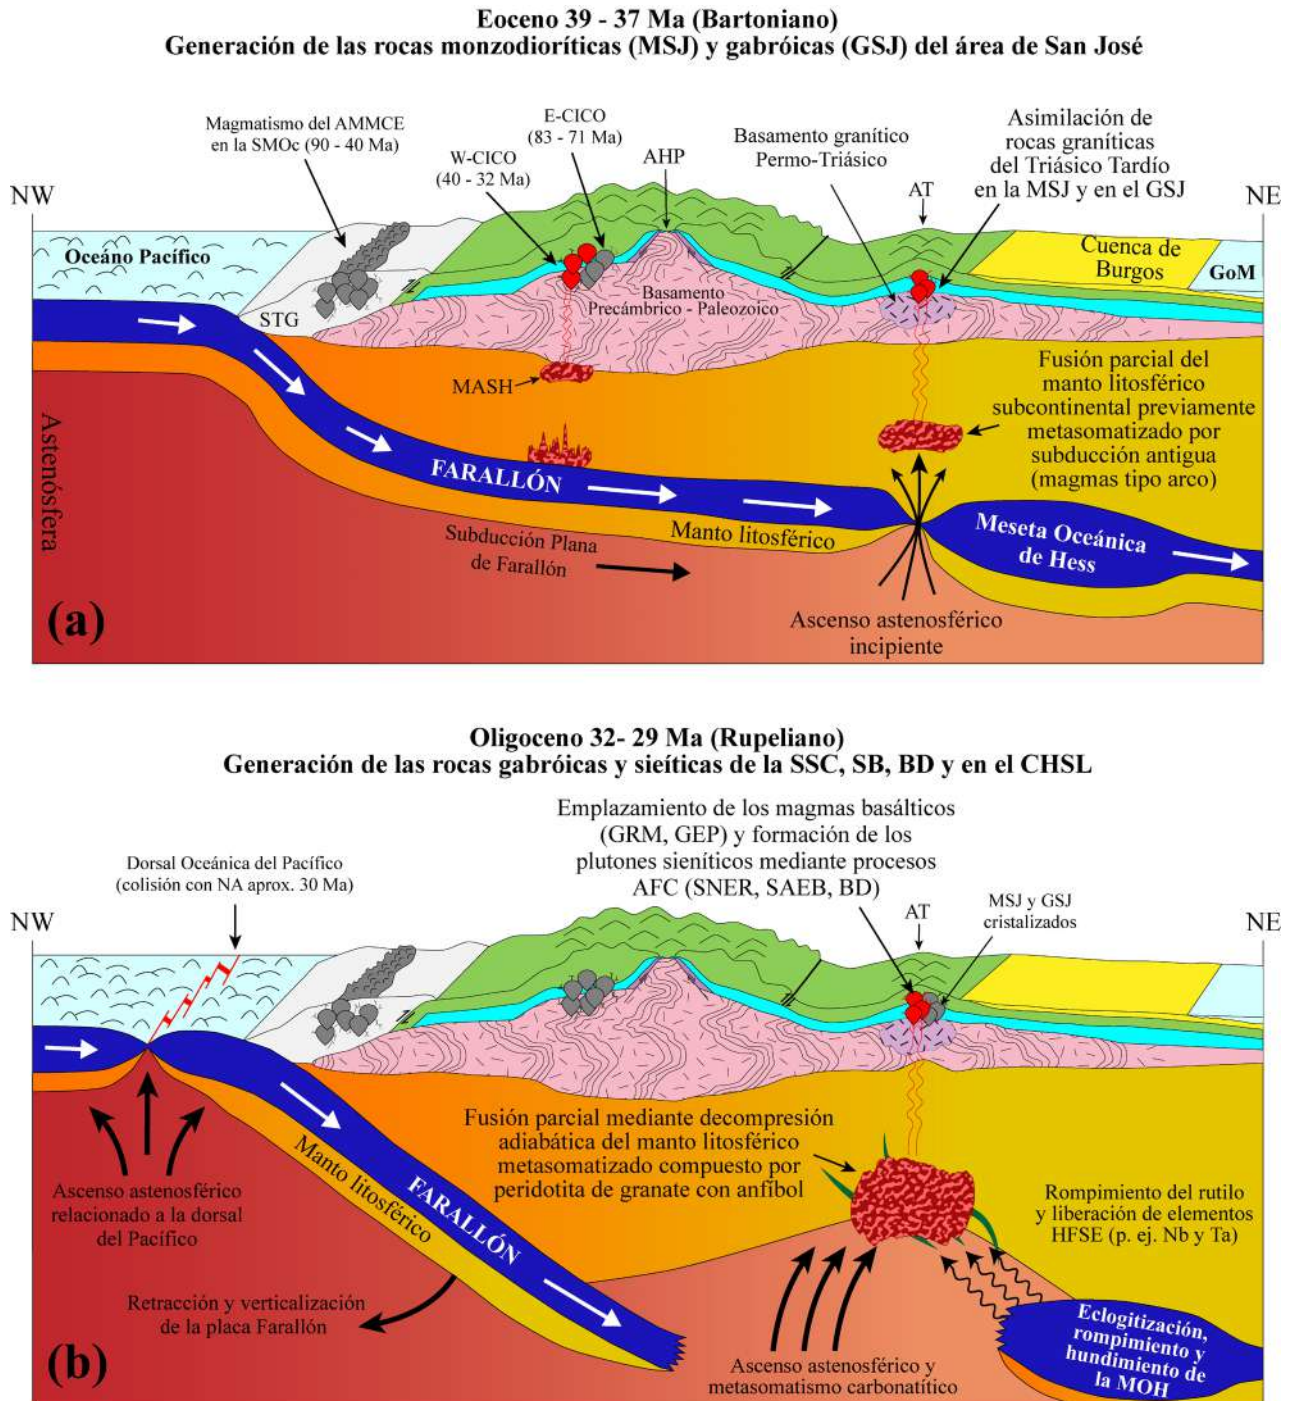 Eoceno 39 - 37 Ma (Bartoniano)
Generación de las rocas monzodioríticas (MSJ) y gabróicas (GSJ) del área de San José
Magmatismo del AMMCE
en la SMOc (90 - 40 Ma)
E-CICO
(83 - 71 Ma)
W-CICO
(40 - 32 Ma)
AHP
Basamento granítico
Permo-Triásico
Asimilación de
rocas graníticas
del Triásico Tardío
en la MSJ y en el GSJ
AT
NW
NE
Oceáno Pacífico
Cuenca de
Burgos
GoM
STG
Basamento
Precámbrico - Paleozoico
MASH
Fusión parcial del
manto litosférico
subcontinental previamente
metasomatizado por
subducción antigua
(magmas tipo arco)
Astenósfera
FARALLÓN
Subducción Plana
de Farallón
Manto litosférico
Meseta Oceánica
de Hess
Ascenso astenosférico
incipiente
(a)
Oligoceno 32- 29 Ma (Rupeliano)
Generación de las rocas gabróicas y sieíticas de la SSC, SB, BD y en el CHSL
Emplazamiento de los magmas basálticos
(GRM, GEP) y formación de los
plutones sieníticos mediante procesos
AFC (SNER, SAEB, BD)
Dorsal Oceánica del Pacífico
(colisión con NA aprox. 30 Ma)
MSJ y GSJ
cristalizados
AT
NW
NE
Fusión parcial mediante decompresión
adiabática del manto litosférico
metasomatizado compuesto por
peridotita de granate con anfíbol
Manto litosférico
FARALLÓN
Ascenso astenosférico
relacionado a la dorsal
del Pacífico
Rompimiento del rutilo
y liberación de elementos
HFSE (p. ej. Nb y Ta)
Retracción y verticalización
de la placa Farallón
Eclogitización,
rompimiento y
hundimiento de
la MOH
Ascenso astenosférico y
metasomatismo carbonatítico
(b)